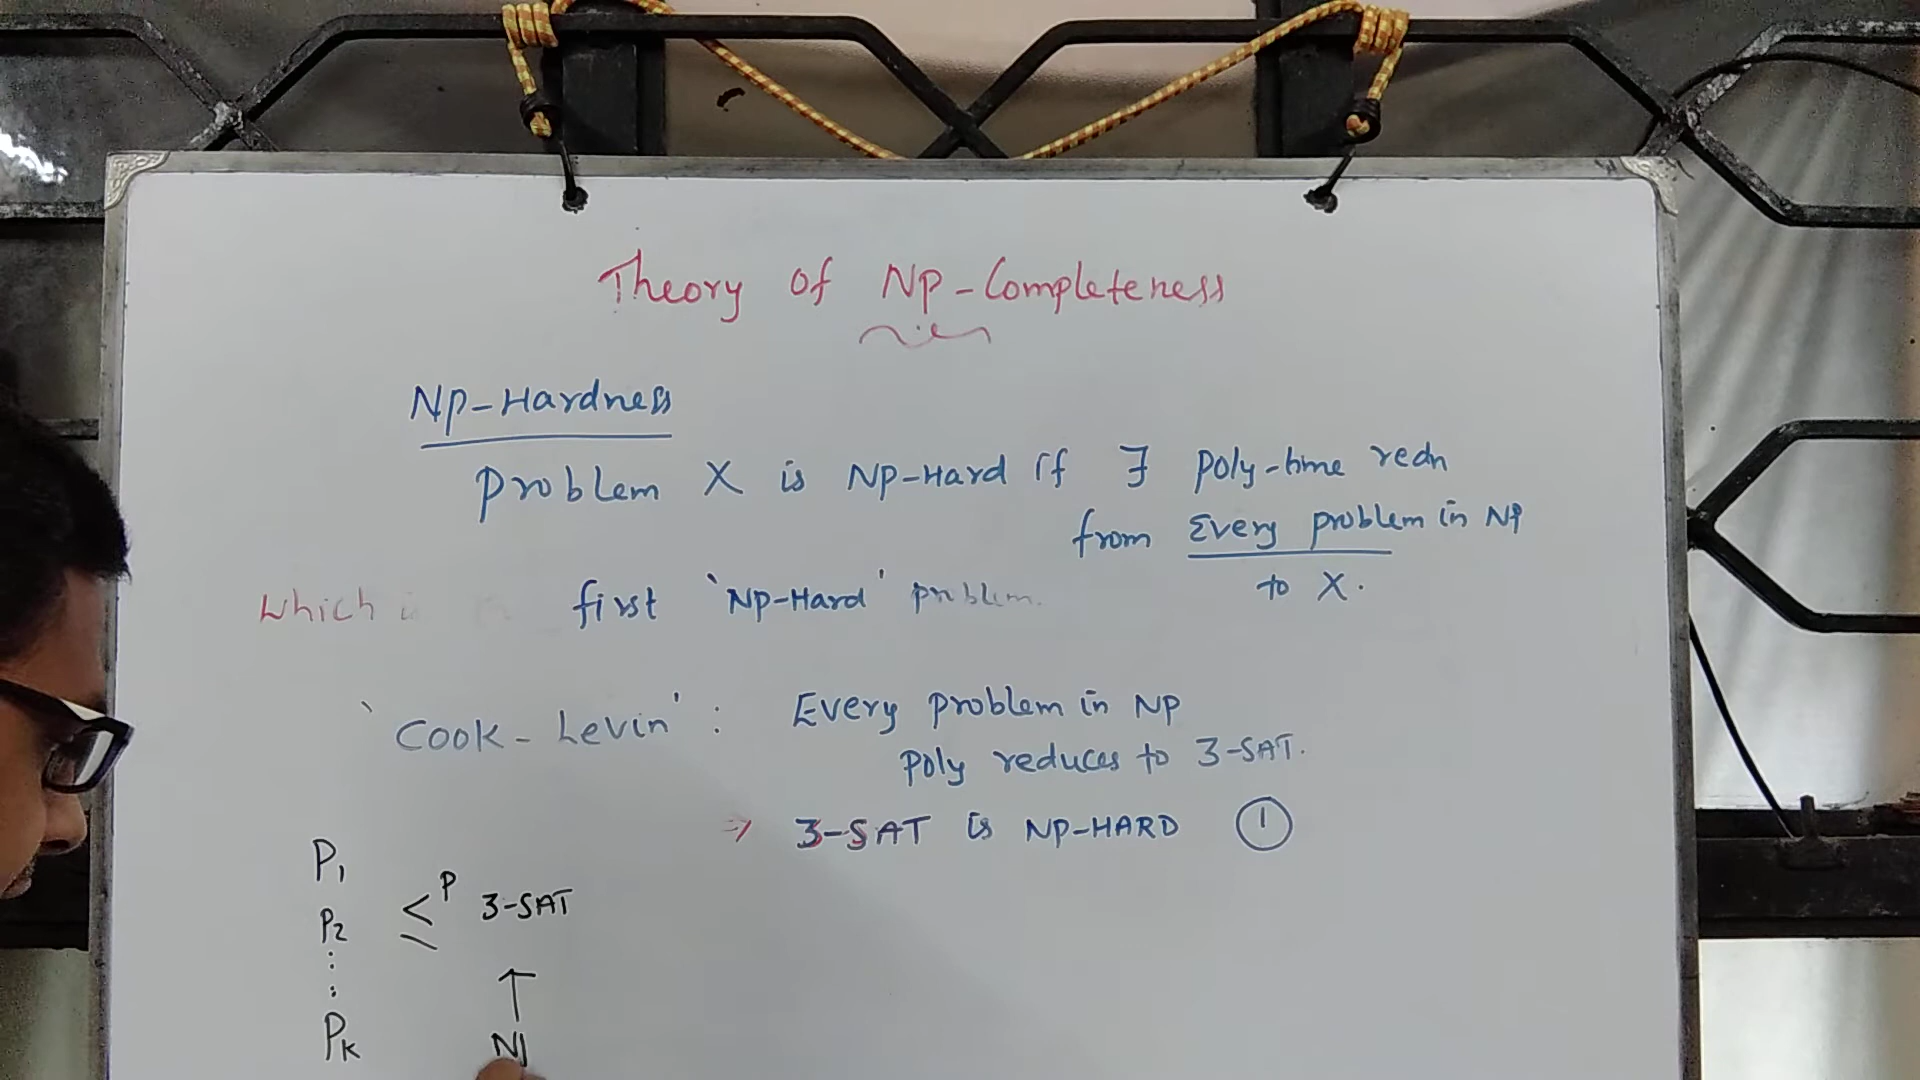 Theory of NP-Completeness
NP-Hardness
Problem X is NP-Hard if ∃ poly-time redn
from Every problem in NP
to X.
Which is first 'NP-Hard' problem.
'Cook-Levin' : Every problem in NP
poly reduces to 3-SAT.
⇒ 3-SAT is NP-HARD ①
P1
P2 ≤P 3-SAT
⋮
Pk
↑